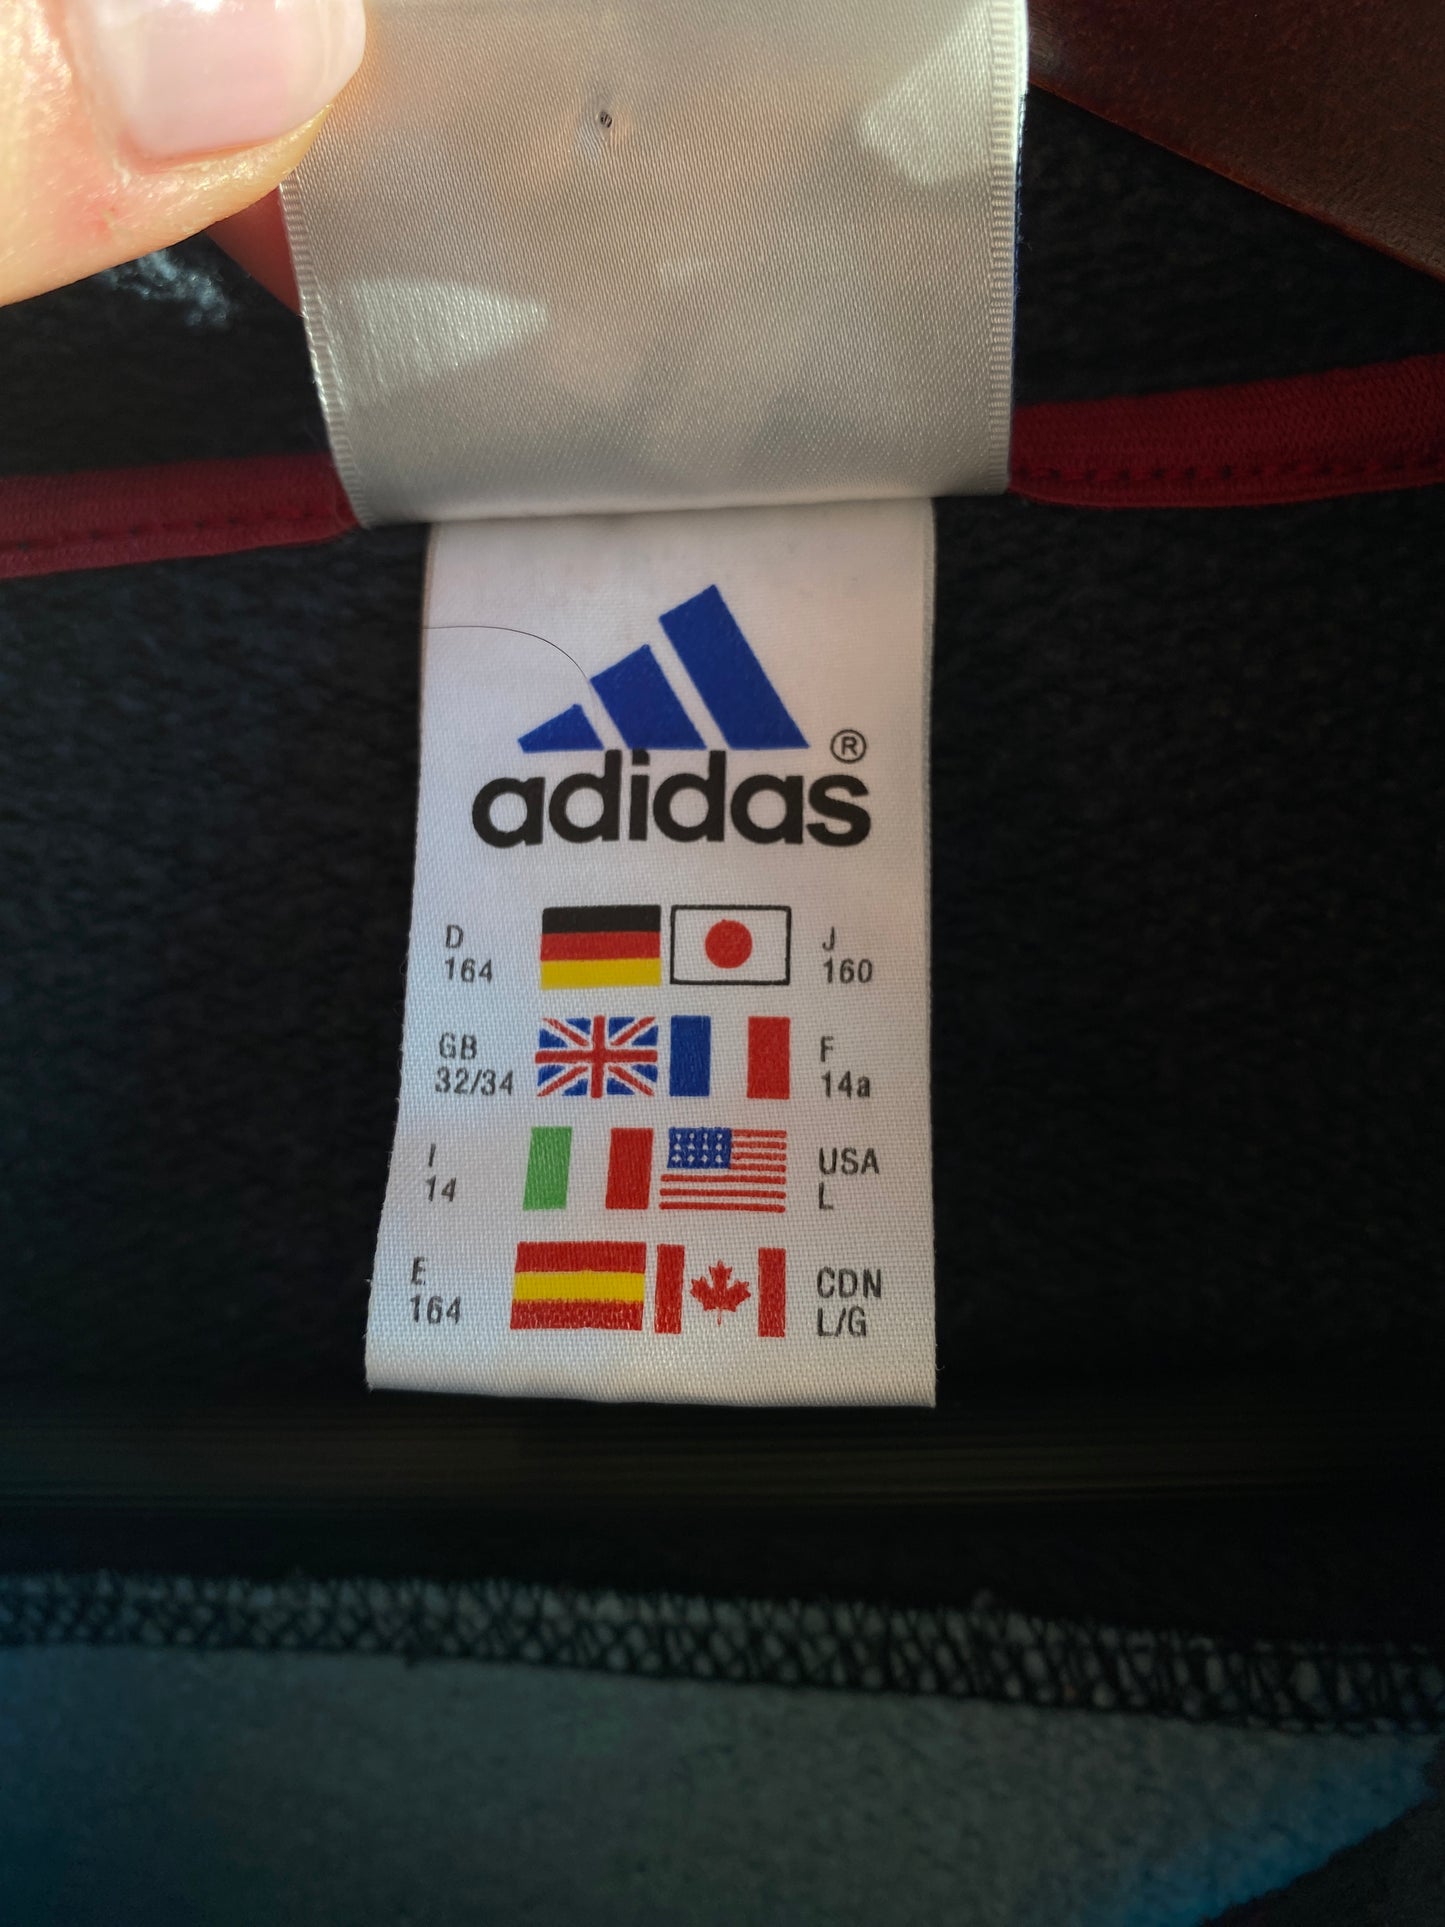 ®
adidas
D
164
J
160
GB
32/34
F
14a
I
14
USA
L
E
164
CDN
L/G